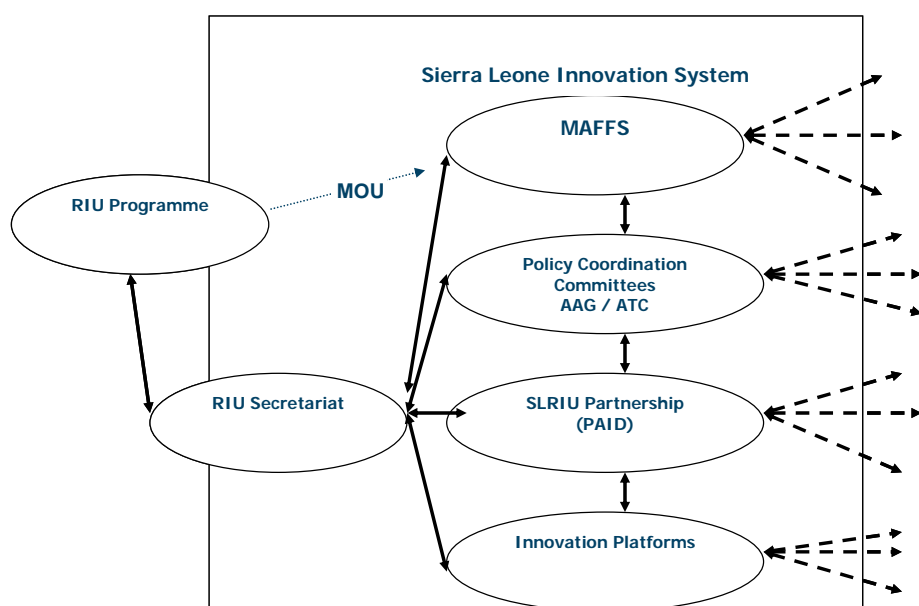 Sierra Leone Innovation System
MAFFS
RIU Programme
MOU
Policy Coordination
Committees
AAG / ATC
RIU Secretariat
SLRIU Partnership
(PAID)
Innovation Platforms